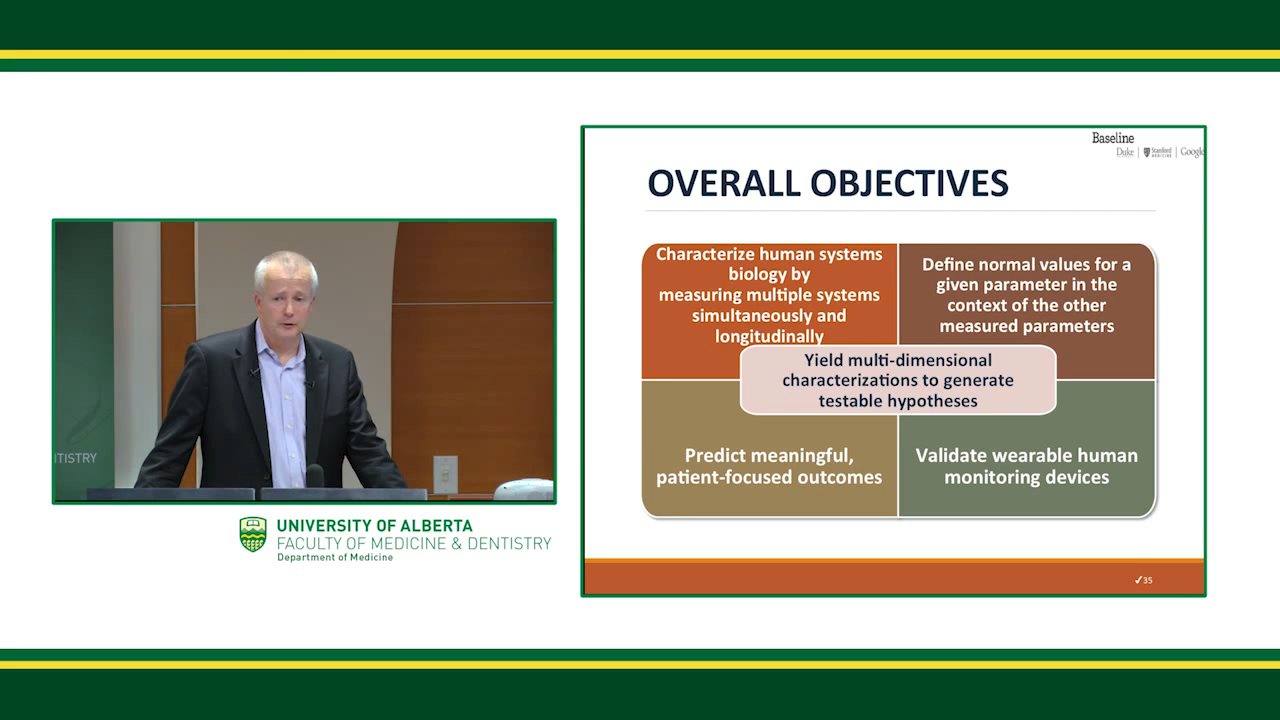 Baseline
Duke | Stanford MEDICINE | Google
OVERALL OBJECTIVES
Characterize human systems
biology by
measuring multiple systems
simultaneously and
longitudinally
Define normal values for a
given parameter in the
context of the other
measured parameters
Yield multi-dimensional
characterizations to generate
testable hypotheses
Predict meaningful,
patient-focused outcomes
Validate wearable human
monitoring devices
✓35
TISTRY
UNIVERSITY OF ALBERTA
FACULTY OF MEDICINE & DENTISTRY
Department of Medicine